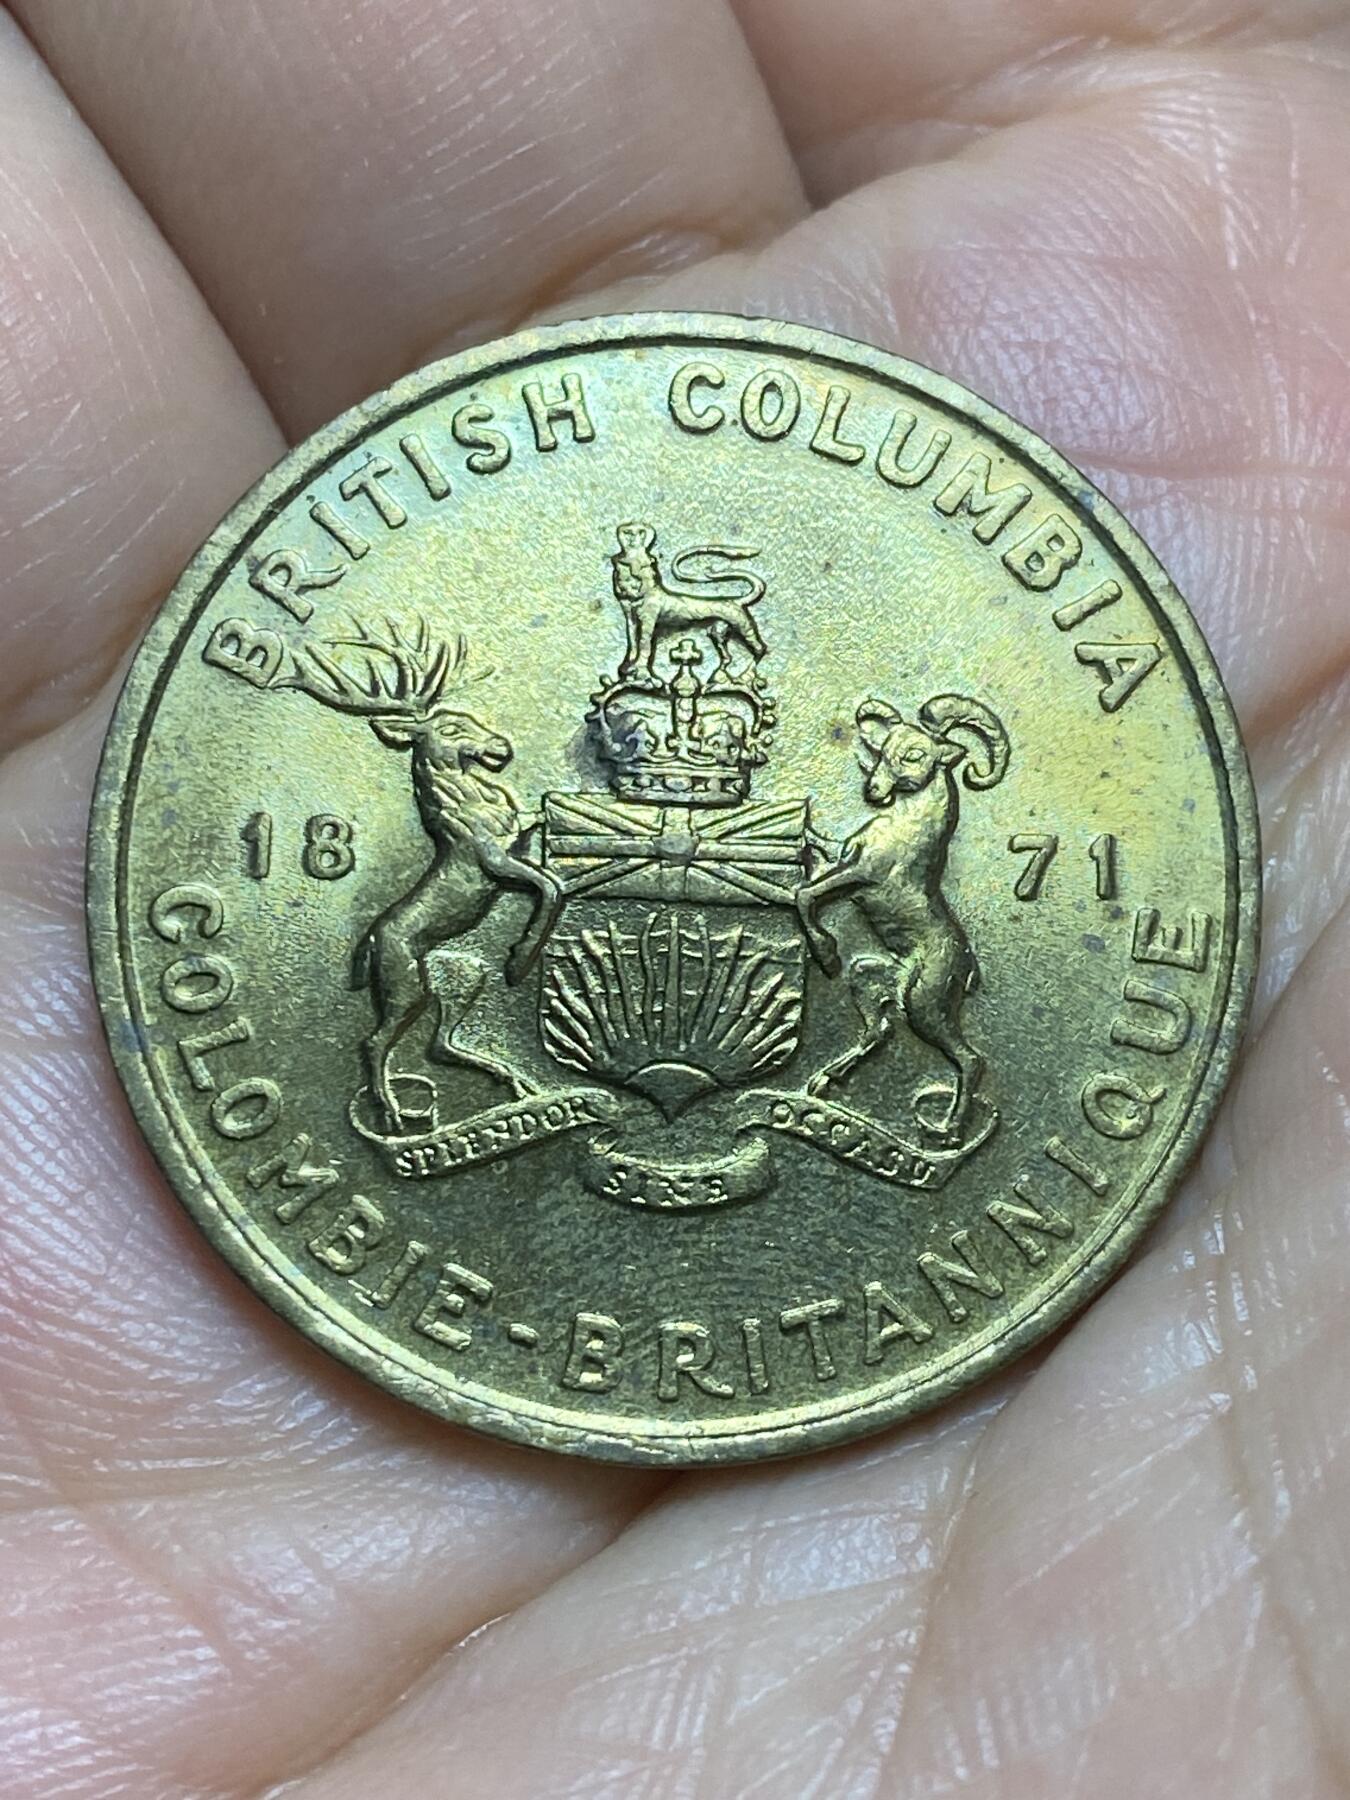 BRITISH COLUMBIA
18 71
SPLENDOR SINE OCCASU
COLOMBIE-BRITANNIQUE